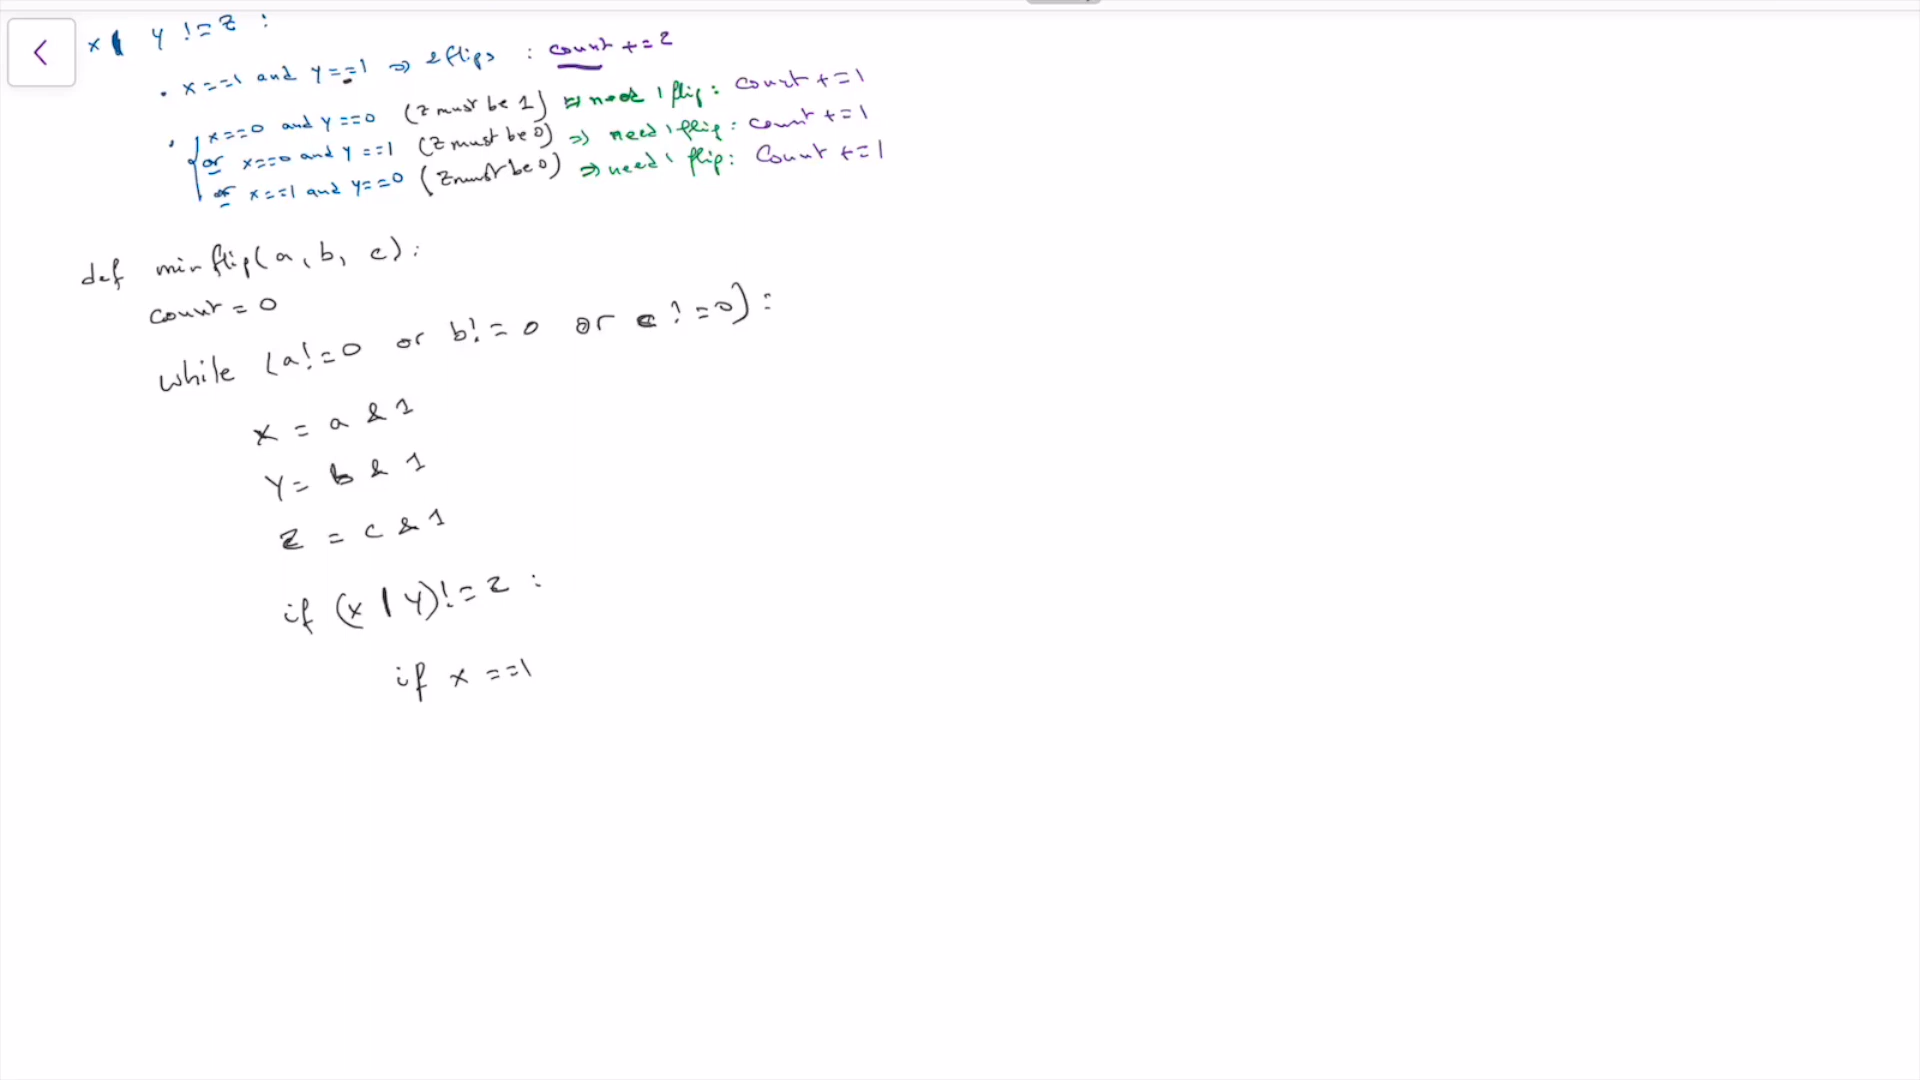 x | y != z :
• x==1 and y==1 => 2 flips : count += 2
• x==0 and y==0 (z must be 1) => need 1 flip : count += 1
or x==0 and y==1 (z must be 0) => need 1 flip : count += 1
or x==1 and y==0 (z must be 0) => need 1 flip : Count += 1
def minflip(a, b, c) :
count = 0
while (a!=0 or b!=0 or c!=0) :
x = a & 1
y = b & 1
z = c & 1
if (x | y) != z :
if x ==1